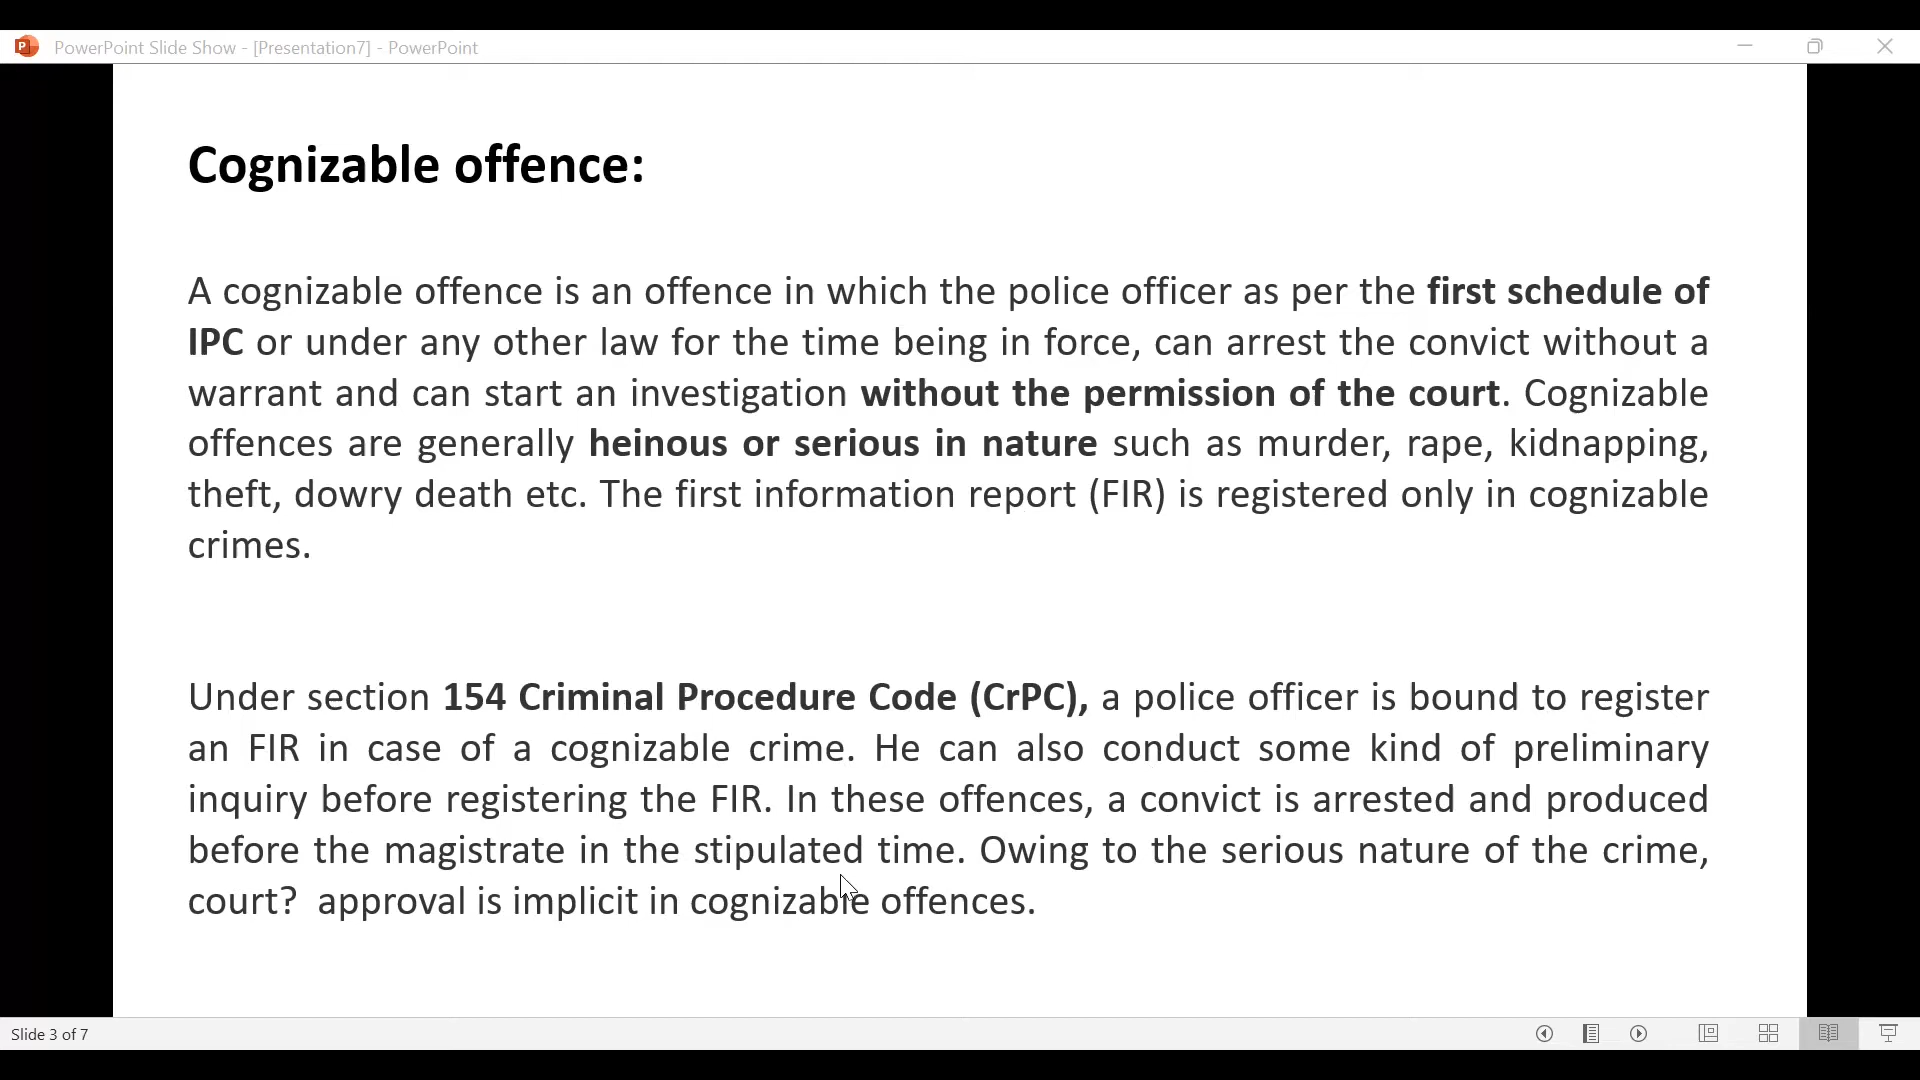 PowerPoint Slide Show - [Presentation7] - PowerPoint
Cognizable offence:
A cognizable offence is an offence in which the police officer as per the first schedule of
IPC or under any other law for the time being in force, can arrest the convict without a
warrant and can start an investigation without the permission of the court. Cognizable
offences are generally heinous or serious in nature such as murder, rape, kidnapping,
theft, dowry death etc. The first information report (FIR) is registered only in cognizable
crimes.
Under section 154 Criminal Procedure Code (CrPC), a police officer is bound to register
an FIR in case of a cognizable crime. He can also conduct some kind of preliminary
inquiry before registering the FIR. In these offences, a convict is arrested and produced
before the magistrate in the stipulated time. Owing to the serious nature of the crime,
court?  approval is implicit in cognizable offences.
Slide 3 of 7